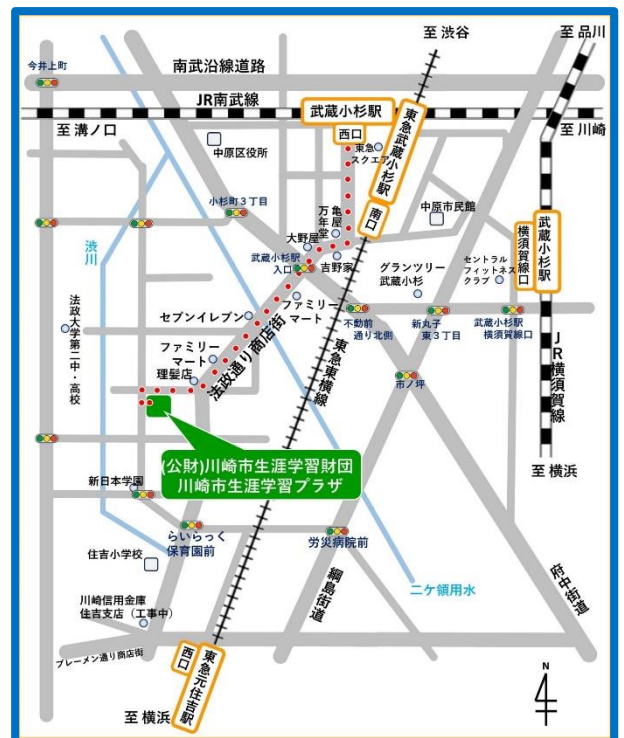 至 渋谷
至 品川
今井上町
南武沿線道路
JR南武線
武蔵小杉駅
西口
東急武蔵小杉駅
至 溝ノ口
至 川崎
中原区役所
東急
スクエア
小杉町３丁目
亀屋
万年堂
南口
中原市民館
横須賀線口
武蔵小杉駅
渋川
大野屋
武蔵小杉駅
入口
吉野家
グランツリー
武蔵小杉
セントラル
フィットネス
クラブ
ファミリー
マート
セブンイレブン
法政大学第二中・高校
不動前
通り北側
新丸子
東３丁目
武蔵小杉駅
横須賀線口
ファミリー
マート
法政通り商店街
東急東横線
JR横須賀線
理髪店
市ノ坪
(公財)川崎市生涯学習財団
川崎市生涯学習プラザ
至 横浜
新日本学園
らいらっく
保育園前
労災病院前
住吉小学校
綱島街道
二ケ領用水
府中街道
川崎信用金庫
住吉支店（工事中）
ブレーメン通り商店街
西口
東急元住吉駅
至 横浜
N